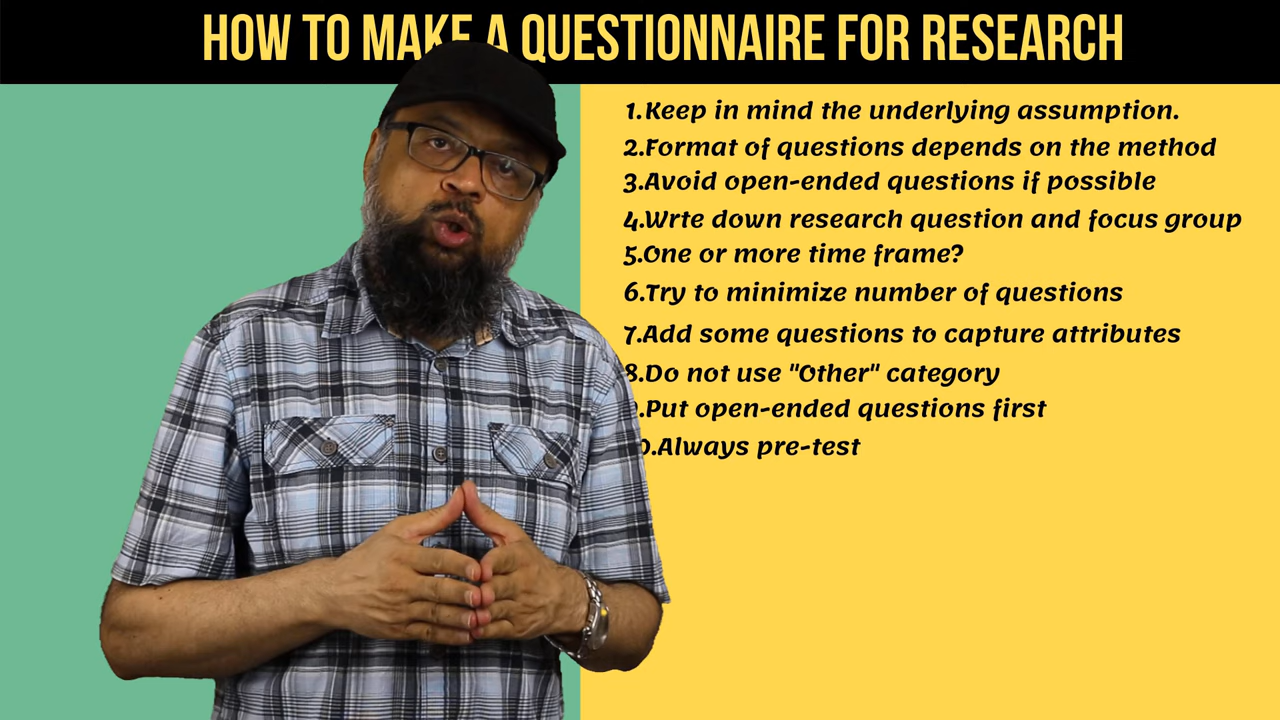 HOW TO MAKE A QUESTIONNAIRE FOR RESEARCH
1.Keep in mind the underlying assumption.
2.Format of questions depends on the method
3.Avoid open-ended questions if possible
4.Wrte down research question and focus group
5.One or more time frame?
6.Try to minimize number of questions
7.Add some questions to capture attributes
8.Do not use "Other" category
.Put open-ended questions first
0.Always pre-test